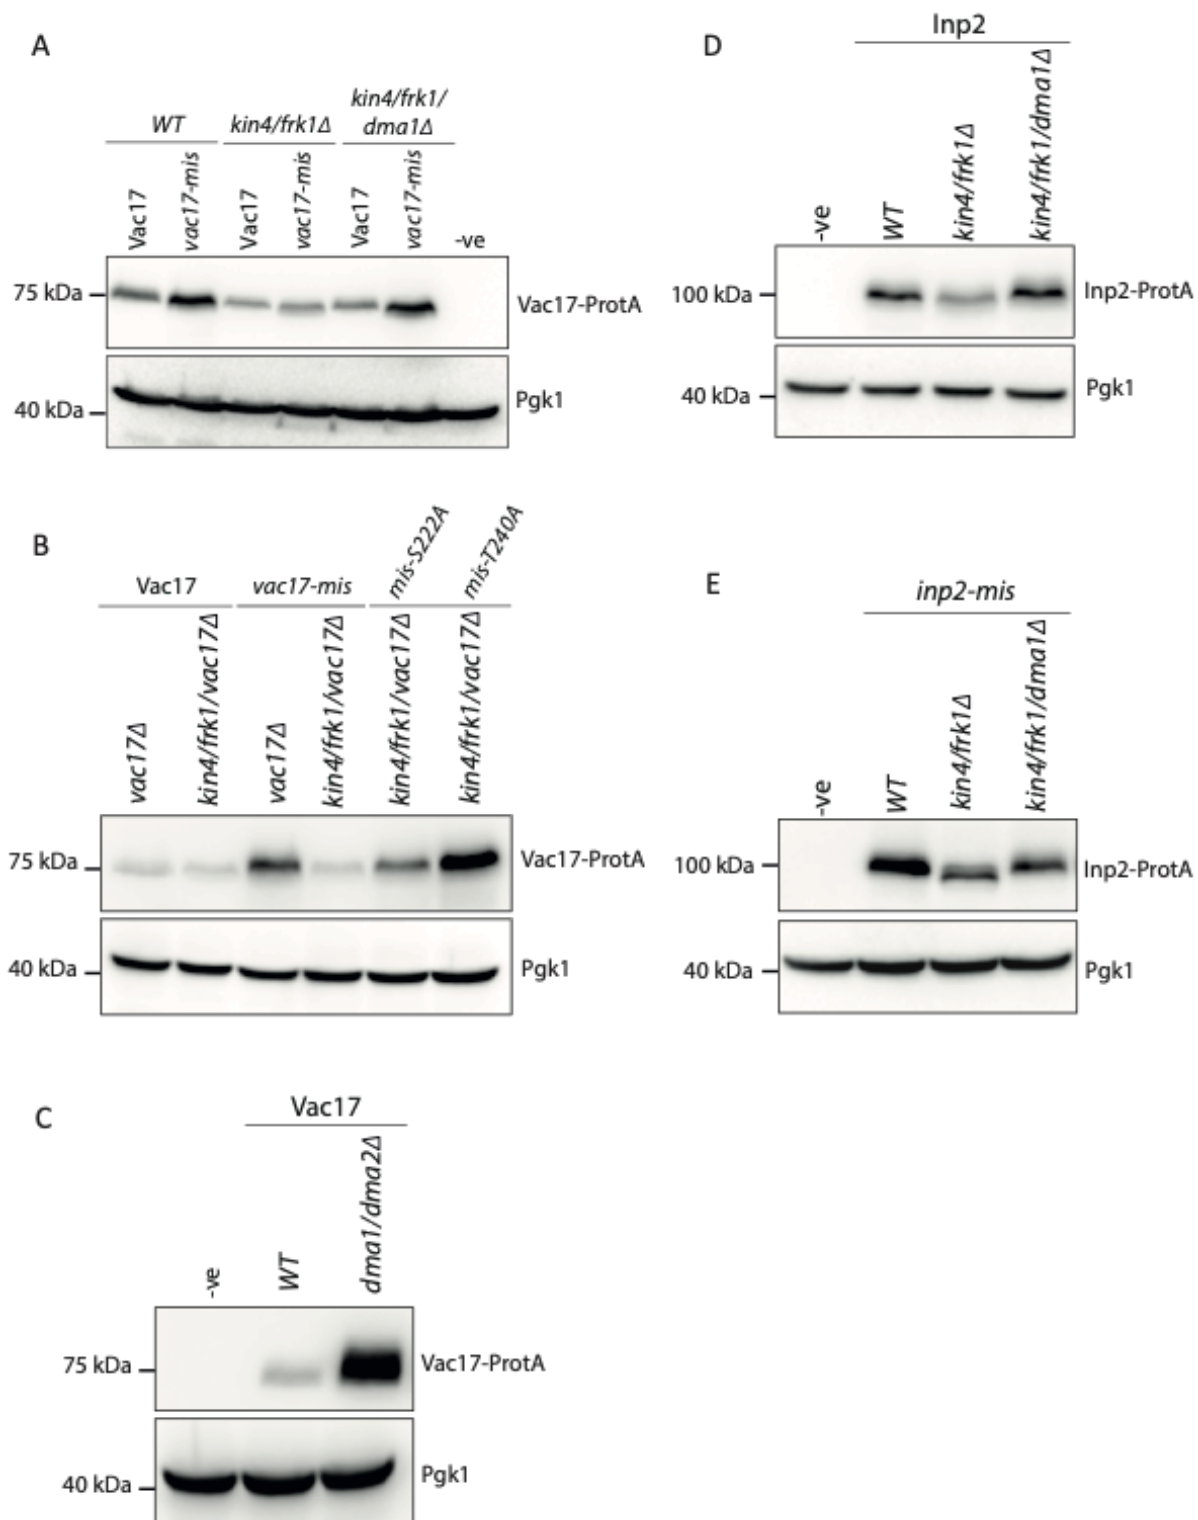 A
WT
kin4/frk1Δ
kin4/frk1/
dma1Δ
Vac17
vac17-mis
Vac17
vac17-mis
Vac17
vac17-mis
-ve
75 kDa
Vac17-ProtA
40 kDa
Pgk1
B
Vac17
vac17-mis
mis-S222A
mis-T240A
vac17Δ
kin4/frk1/vac17Δ
vac17Δ
kin4/frk1/vac17Δ
kin4/frk1/vac17Δ
kin4/frk1/vac17Δ
75 kDa
Vac17-ProtA
40 kDa
Pgk1
C
Vac17
-ve
WT
dma1/dma2Δ
75 kDa
Vac17-ProtA
40 kDa
Pgk1
D
Inp2
-ve
WT
kin4/frk1Δ
kin4/frk1/dma1Δ
100 kDa
Inp2-ProtA
40 kDa
Pgk1
E
inp2-mis
-ve
WT
kin4/frk1Δ
kin4/frk1/dma1Δ
100 kDa
Inp2-ProtA
40 kDa
Pgk1